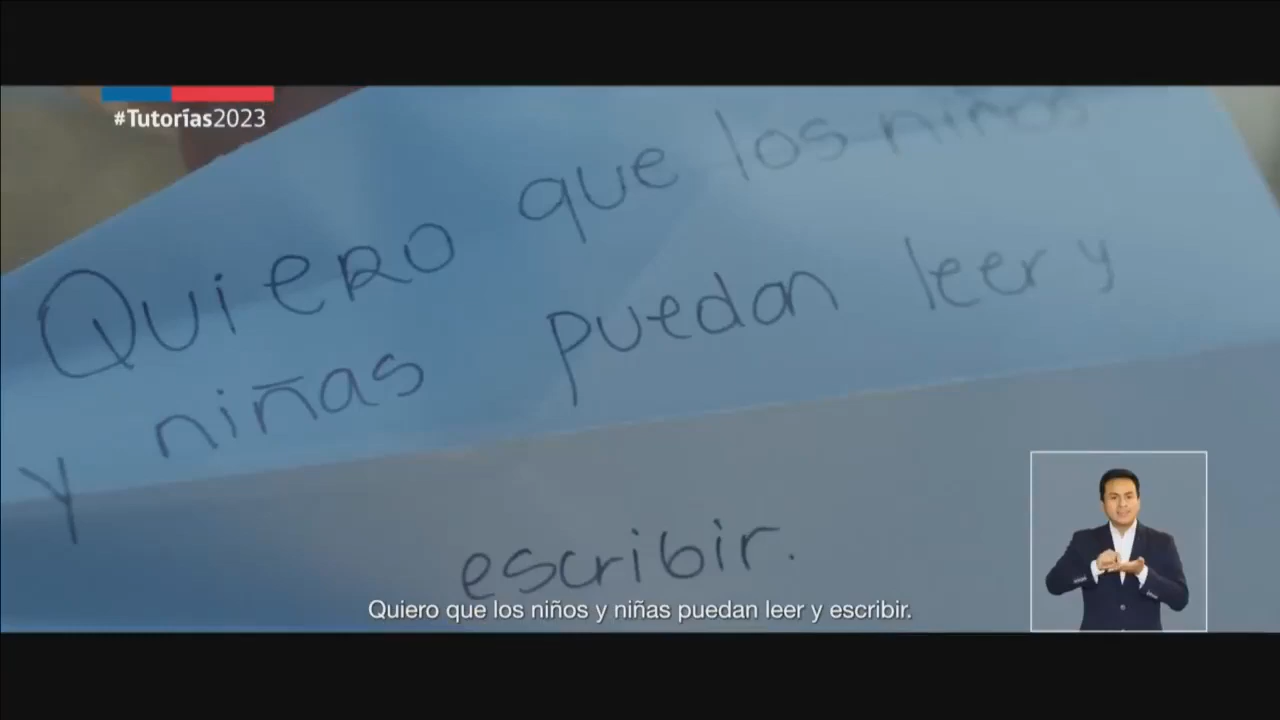 #Tutorías2023
Quiero que los niños
y niñas puedan leer y
escribir.
Quiero que los niños y niñas puedan leer y escribir.